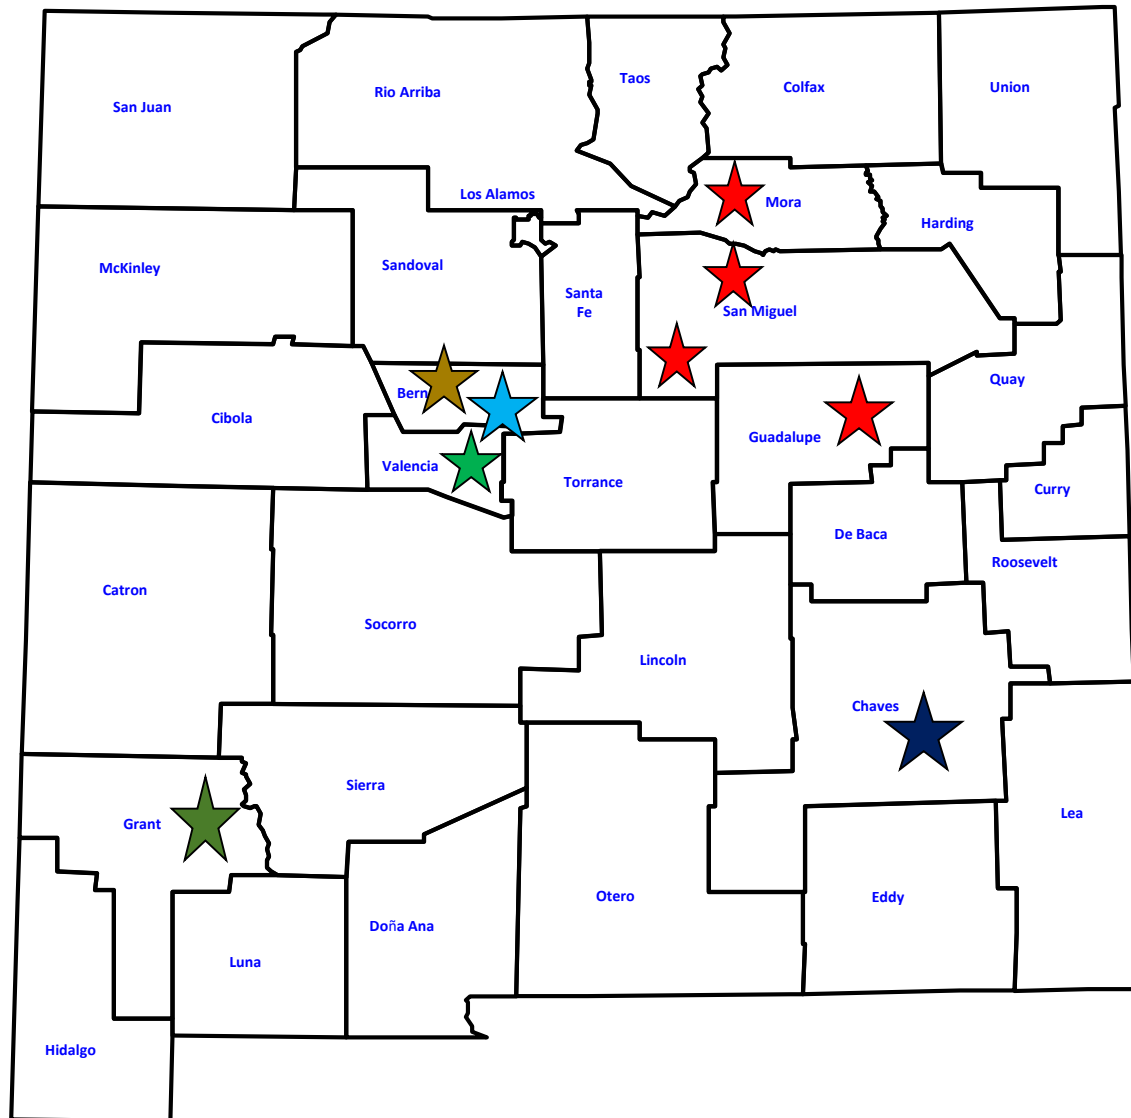 Taos
Rio Arriba
Colfax
Union
San Juan
Los Alamos
Mora
Harding
McKinley
Sandoval
Santa
Fe
San Miguel
Quay
Bern
Cibola
Guadalupe
Valencia
Torrance
Curry
De Baca
Roosevelt
Catron
Socorro
Lincoln
Chaves
Sierra
Lea
Grant
Otero
Eddy
Doña Ana
Luna
Hidalgo